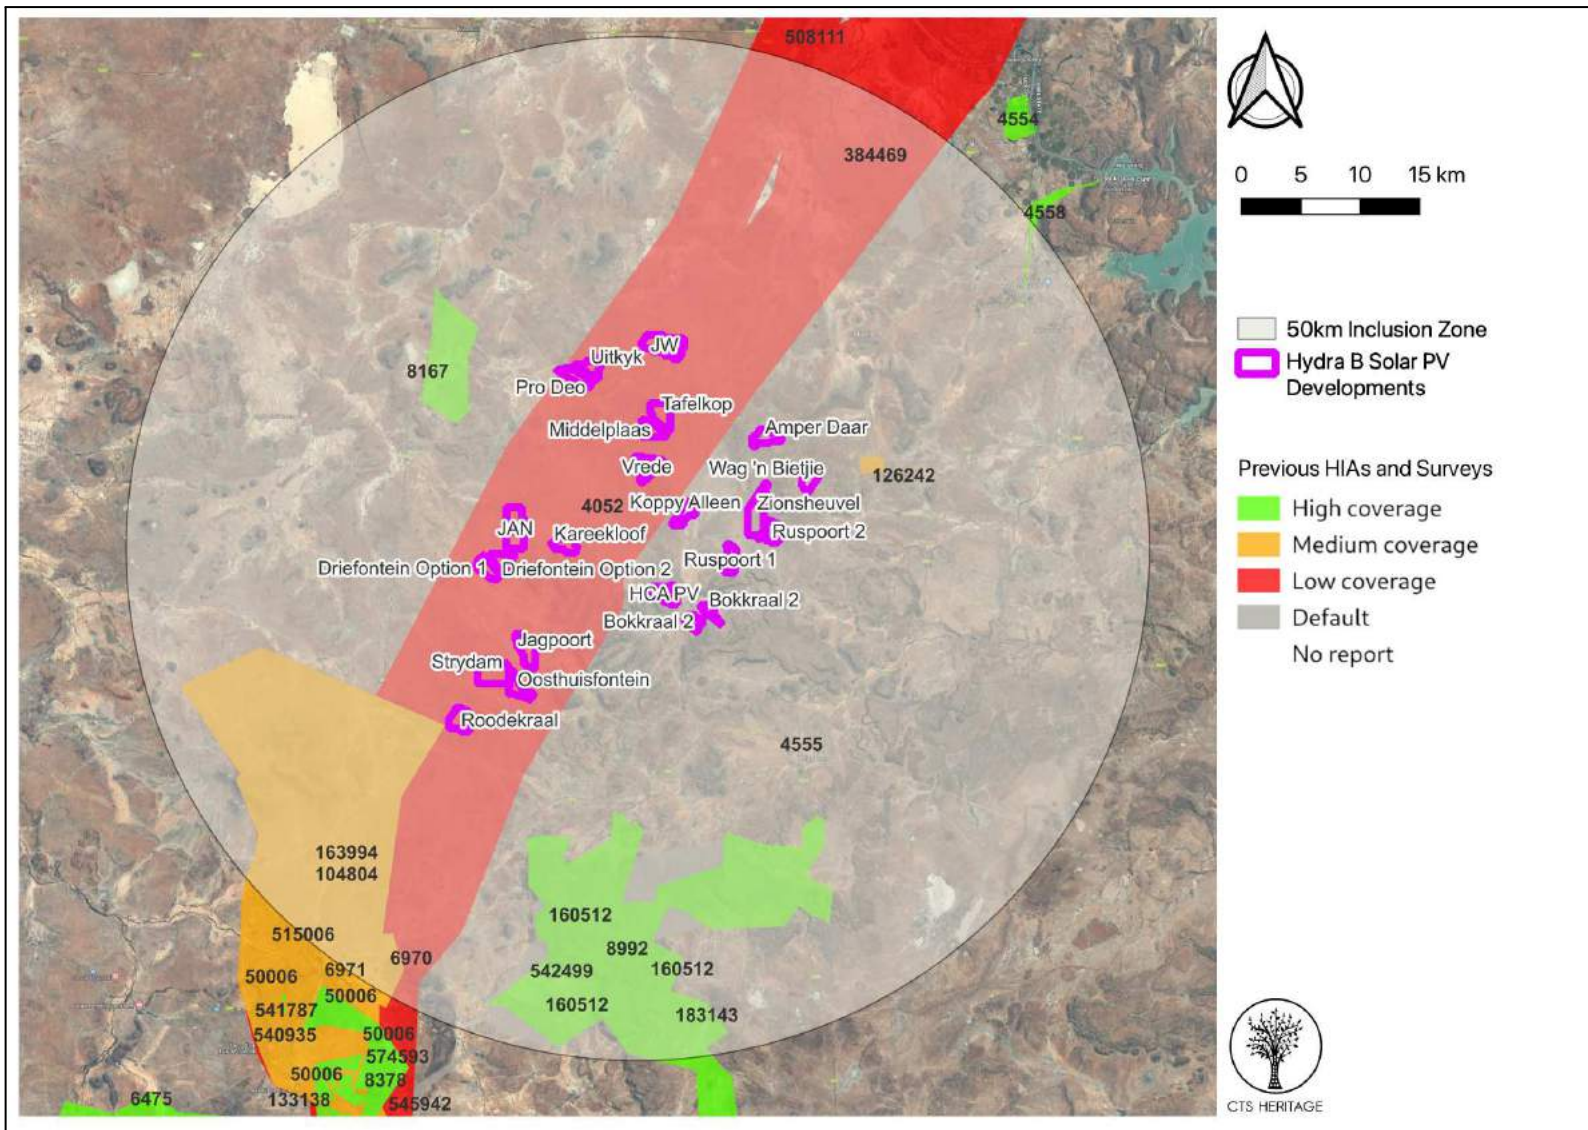 508111
4554
384469
4558
0 5 10 15 km
50km Inclusion Zone
Hydra B Solar PV
Developments
JW
Uitkyk
8167
Pro Deo
Tafelkop
Middelplaas
Amper Daar
Vrede
Wag 'n Bietjie
126242
4052
Koppy Alleen
Zionsheuvel
JAN
Kareekloof
Ruspoort 2
Driefontein Option 1
Driefontein Option 2
Ruspoort 1
HCA PV
Bokkraal 2
Bokkraal 2
Jagpoort
Strydam
Oosthuisfontein
Roodekraal
4555
Previous HIAs and Surveys
High coverage
Medium coverage
Low coverage
Default
No report
163994
104804
160512
515006
8992
6970
50006
6971
542499
160512
50006
541787
160512
183143
540935
50006
574593
50006
8378
6475
133138
545942
CTS HERITAGE